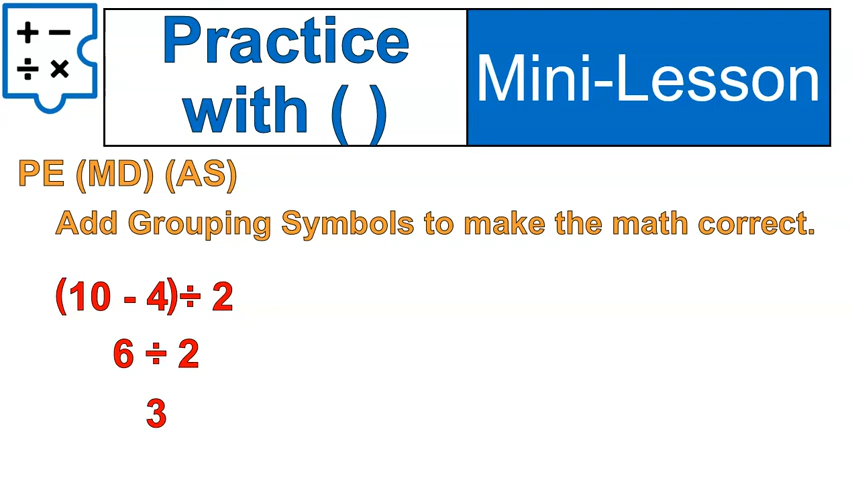 + −
÷ ×
Practice
with ( )
Mini-Lesson
PE (MD) (AS)
Add Grouping Symbols to make the math correct.
(10 - 4)÷ 2
6 ÷ 2
3